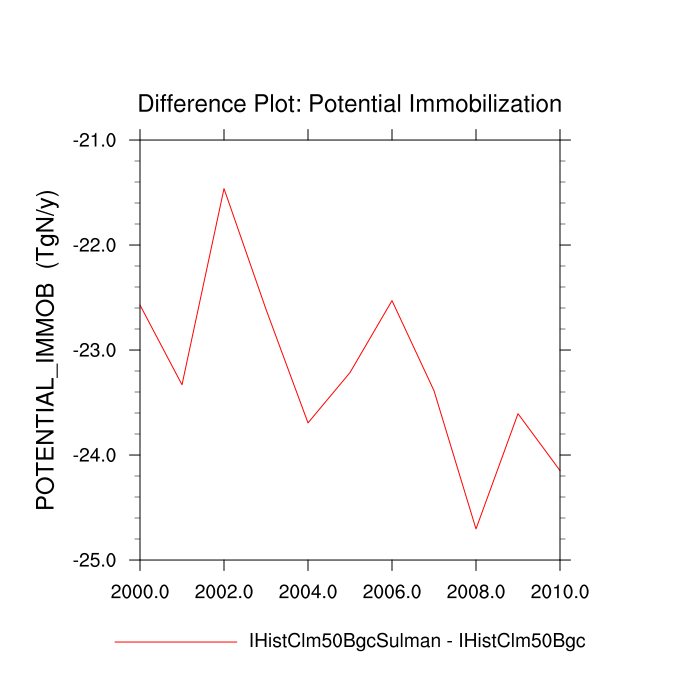 Difference Plot: Potential Immobilization
POTENTIAL_IMMOB (TgN/y)
-21.0
-22.0
-23.0
-24.0
-25.0
2000.0 2002.0 2004.0 2006.0 2008.0 2010.0
IHistClm50BgcSulman - IHistClm50Bgc